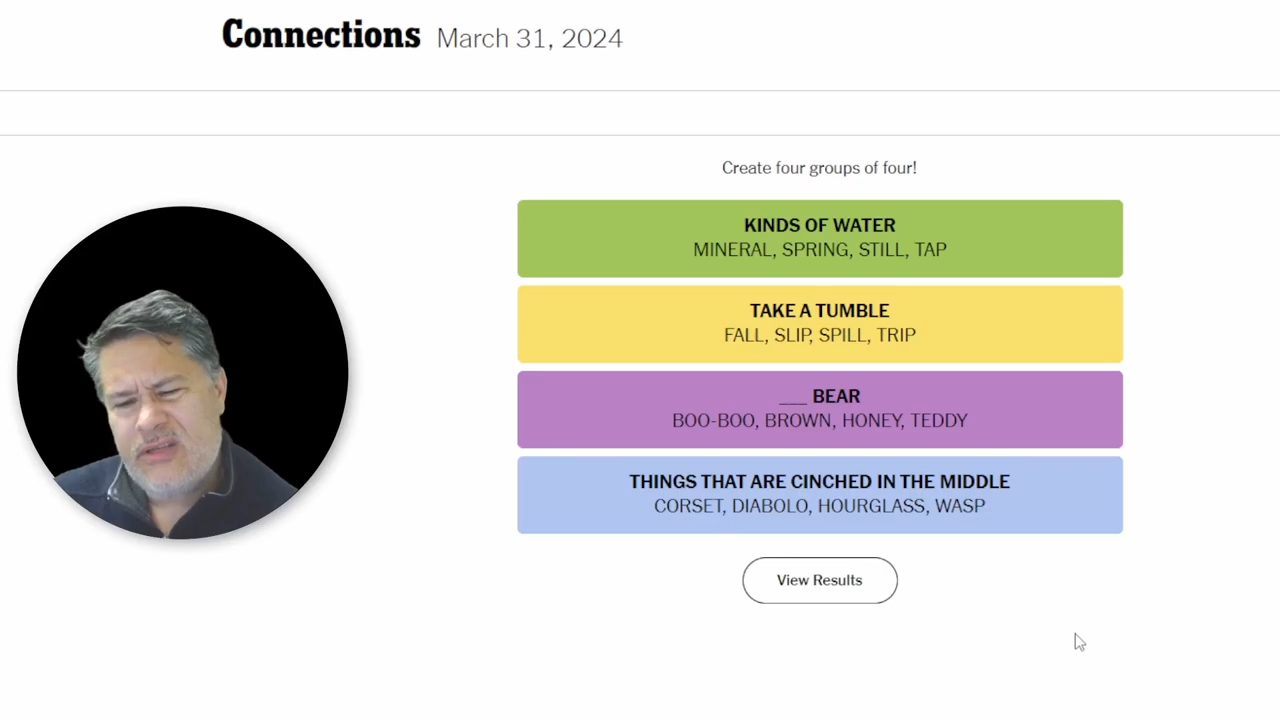 Connections March 31, 2024
Create four groups of four!
KINDS OF WATER
MINERAL, SPRING, STILL, TAP
TAKE A TUMBLE
FALL, SLIP, SPILL, TRIP
___ BEAR
BOO-BOO, BROWN, HONEY, TEDDY
THINGS THAT ARE CINCHED IN THE MIDDLE
CORSET, DIABOLO, HOURGLASS, WASP
View Results